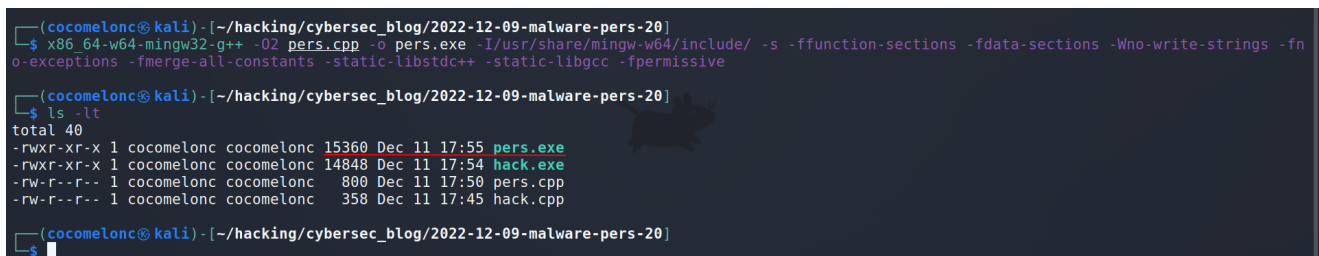 ┌──(cocomelonc㉿kali)-[~/hacking/cybersec_blog/2022-12-09-malware-pers-20]
└─$ x86_64-w64-mingw32-g++ -O2 pers.cpp -o pers.exe -I/usr/share/mingw-w64/include/ -s -ffunction-sections -fdata-sections -Wno-write-strings -fn
o-exceptions -fmerge-all-constants -static-libstdc++ -static-libgcc -fpermissive
┌──(cocomelonc㉿kali)-[~/hacking/cybersec_blog/2022-12-09-malware-pers-20]
└─$ ls -lt
total 40
-rwxr-xr-x 1 cocomelonc cocomelonc 15360 Dec 11 17:55 pers.exe
-rwxr-xr-x 1 cocomelonc cocomelonc 14848 Dec 11 17:54 hack.exe
-rw-r--r-- 1 cocomelonc cocomelonc   800 Dec 11 17:50 pers.cpp
-rw-r--r-- 1 cocomelonc cocomelonc   358 Dec 11 17:45 hack.cpp
┌──(cocomelonc㉿kali)-[~/hacking/cybersec_blog/2022-12-09-malware-pers-20]
└─$